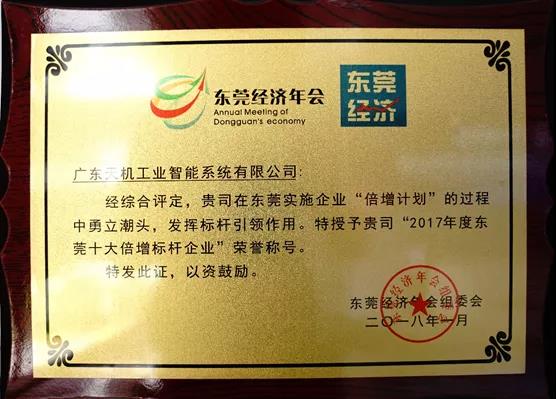 东莞经济年会
Annual Meeting of
Dongguan's economy
东莞
经济
广东天机工业智能系统有限公司:
经综合评定，贵司在东莞实施企业“倍增计划”的过程
中勇立潮头，发挥标杆引领作用。特授予贵司“2017年度东
莞十大倍增标杆企业”荣誉称号。
特发此证，以资鼓励。
东莞经济年会组委会
二〇一八年一月